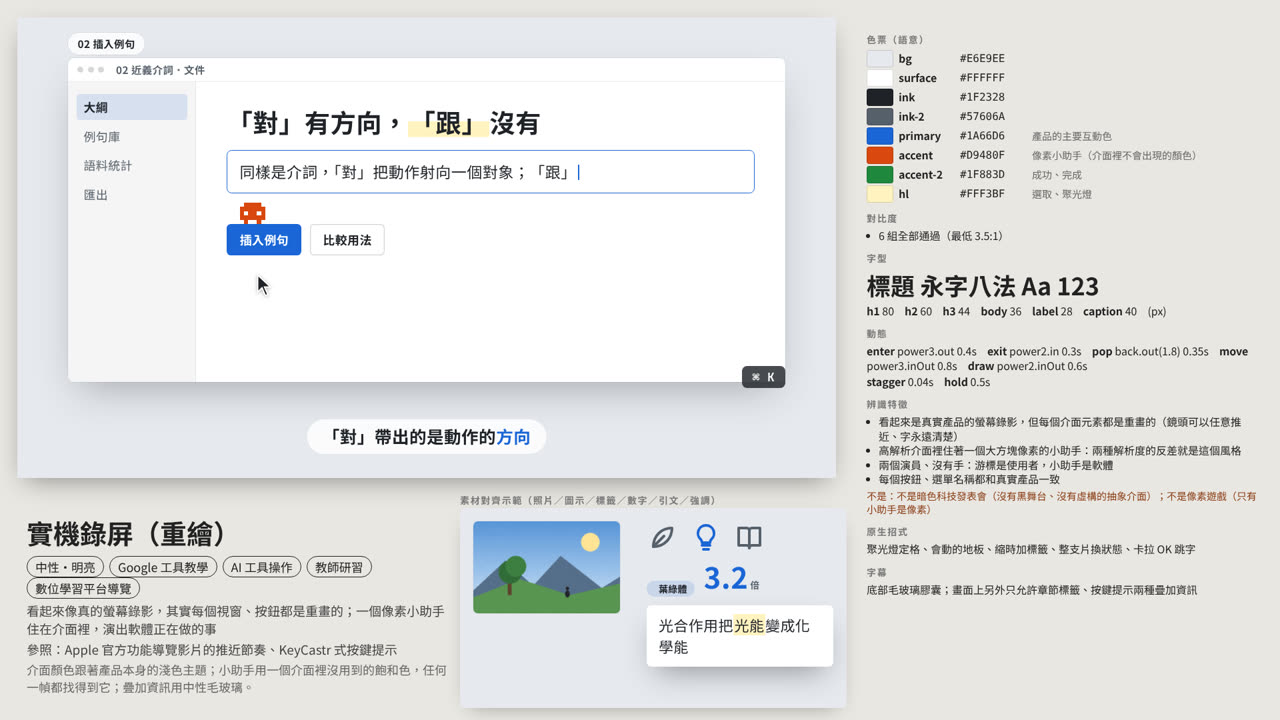 02 插入例句
02 近義介詞・文件
大綱
例句庫
語料統計
匯出
「對」有方向，「跟」沒有
同樣是介詞，「對」把動作射向一個對象；「跟」
插入例句
比較用法
⌘ K
「對」帶出的是動作的方向
實機錄屏（重繪）
中性・明亮
Google 工具教學
AI 工具操作
教師研習
數位學習平台導覽
看起來像真的螢幕錄影，其實每個視窗、按鈕都是重畫的；一個像素小助手
住在介面裡，演出軟體正在做的事
參照：Apple 官方功能導覽影片的推近節奏、KeyCastr 式按鍵提示
介面顏色跟著產品本身的淺色主題；小助手用一個介面裡沒用到的飽和色，任何
一幀都找得到它；疊加資訊用中性毛玻璃。
素材對齊示範（照片／圖示／標籤／數字／引文／強調）
葉綠體
3.2倍
光合作用把光能變成化
學能
色票（語意）
bg #E6E9EE
surface #FFFFFF
ink #1F2328
ink-2 #57606A
primary #1A66D6 產品的主要互動色
accent #D9480F 像素小助手（介面裡不會出現的顏色）
accent-2 #1F883D 成功、完成
hl #FFF3BF 選取、聚光燈
對比度
• 6 組全部通過（最低 3.5:1）
字型
標題 永字八法 Aa 123
h1 80 h2 60 h3 44 body 36 label 28 caption 40 (px)
動態
enter power3.out 0.4s exit power2.in 0.3s pop back.out(1.8) 0.35s move
power3.inOut 0.8s draw power2.inOut 0.6s
stagger 0.04s hold 0.5s
辨識特徵
• 看起來是真實產品的螢幕錄影，但每個介面元素都是重畫的（鏡頭可以任意推
近、字永遠清楚）
• 高解析介面裡住著一個大方塊像素的小助手：兩種解析度的反差就是這個風格
• 兩個演員、沒有手：游標是使用者，小助手是軟體
• 每個按鈕、選單名稱都和真實產品一致
不是：不是暗色科技發表會（沒有黑舞台、沒有虛構的抽象介面）；不是像素遊戲（只有
小助手是像素）
原生招式
聚光燈定格、會動的地板、縮時加標籤、整支片換狀態、卡拉 OK 跳字
字幕
底部毛玻璃膠囊；畫面上另外只允許章節標籤、按鍵提示兩種疊加資訊